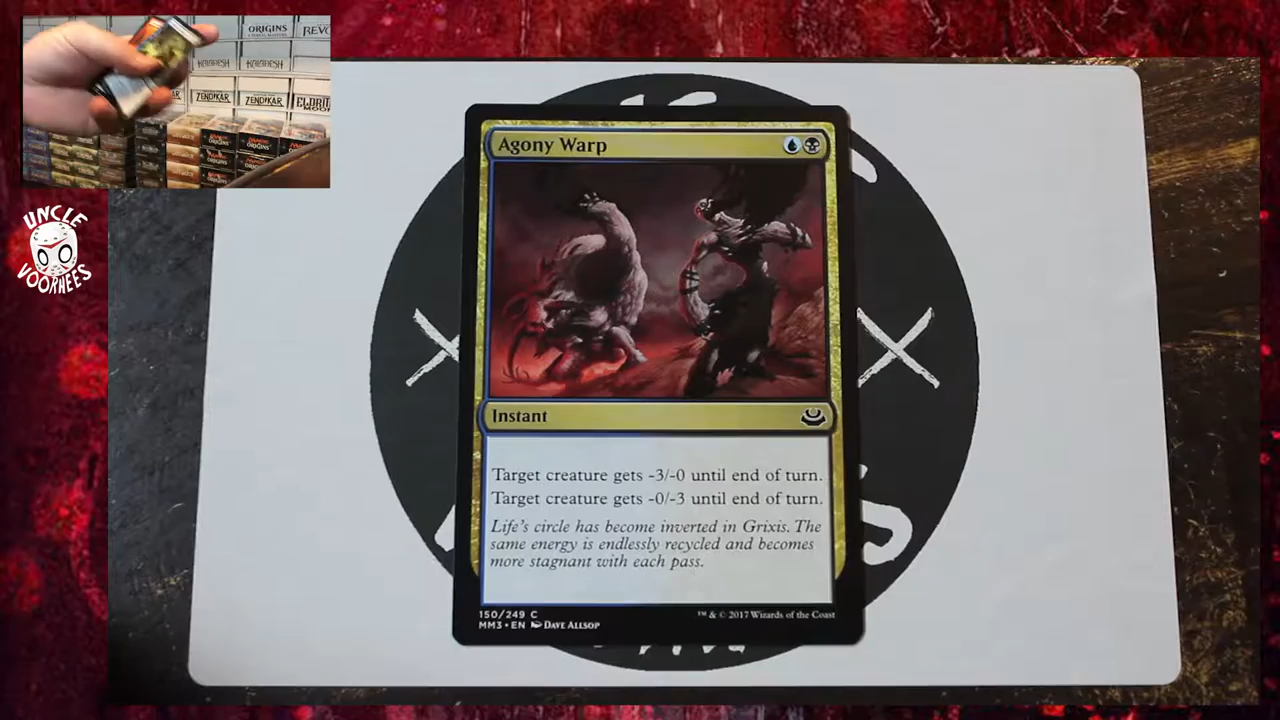 ORIGINS
KALADESH
KALADESH
ZENDIKAR
ZENDIKAR
ORIGINS
ORIGINS
UNCLE
VOORHEES
Agony Warp
Instant
Target creature gets -3/-0 until end of turn.
Target creature gets -0/-3 until end of turn.
Life's circle has become inverted in Grixis. The
same energy is endlessly recycled and becomes
more stagnant with each pass.
150/249 C
MM3 • EN DAVE ALLSOP
™ & © 2017 Wizards of the Coast